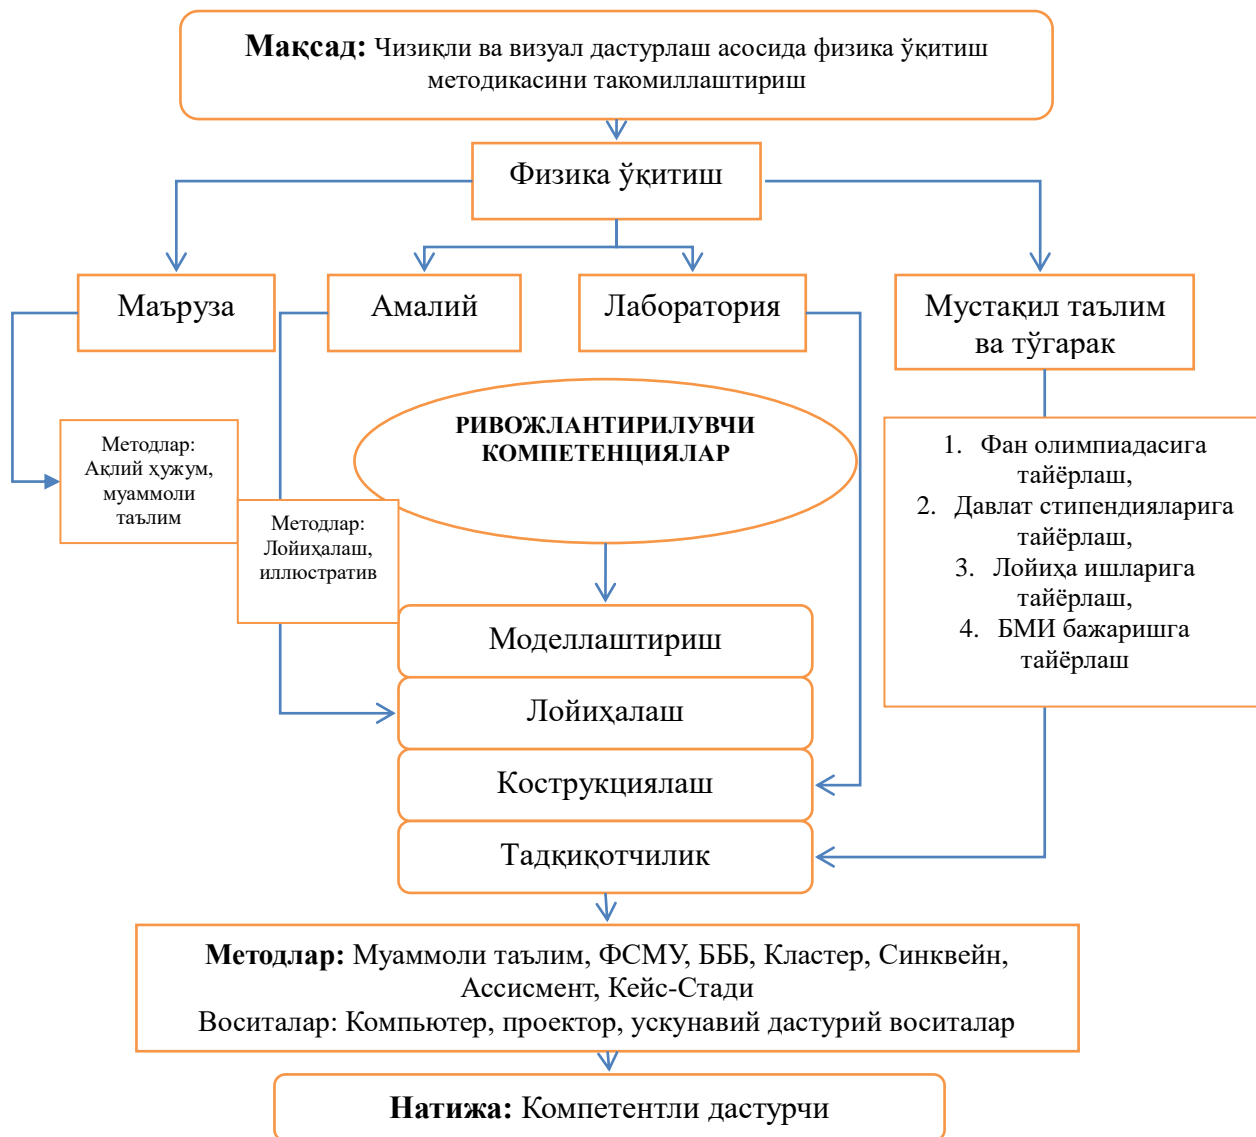 Мақсад: Чизиқли ва визуал дастурлаш асосида физика ўқитиш
методикасини такомиллаштириш
Физика ўқитиш
Маъруза
Амалий
Лаборатория
Мустақил таълим
ва тўгарак
Методлар:
Ақлий ҳужум,
муаммоли
таълим
Методлар:
Лойиҳалаш,
иллюстратив
РИВОЖЛАНТИРИЛУВЧИ
КОМПЕТЕНЦИЯЛАР
1. Фан олимпиадасига
тайёрлаш,
2. Давлат стипендияларига
тайёрлаш,
3. Лойиҳа ишларига
тайёрлаш,
4. БМИ бажаришга
тайёрлаш
Моделлаштириш
Лойиҳалаш
Кострукциялаш
Тадқиқотчилик
Методлар: Муаммоли таълим, ФСМУ, БББ, Кластер, Синквейн,
Ассисмент, Кейс-Стади
Воситалар: Компьютер, проектор, ускунавий дастурий воситалар
Натижа: Компетентли дастурчи